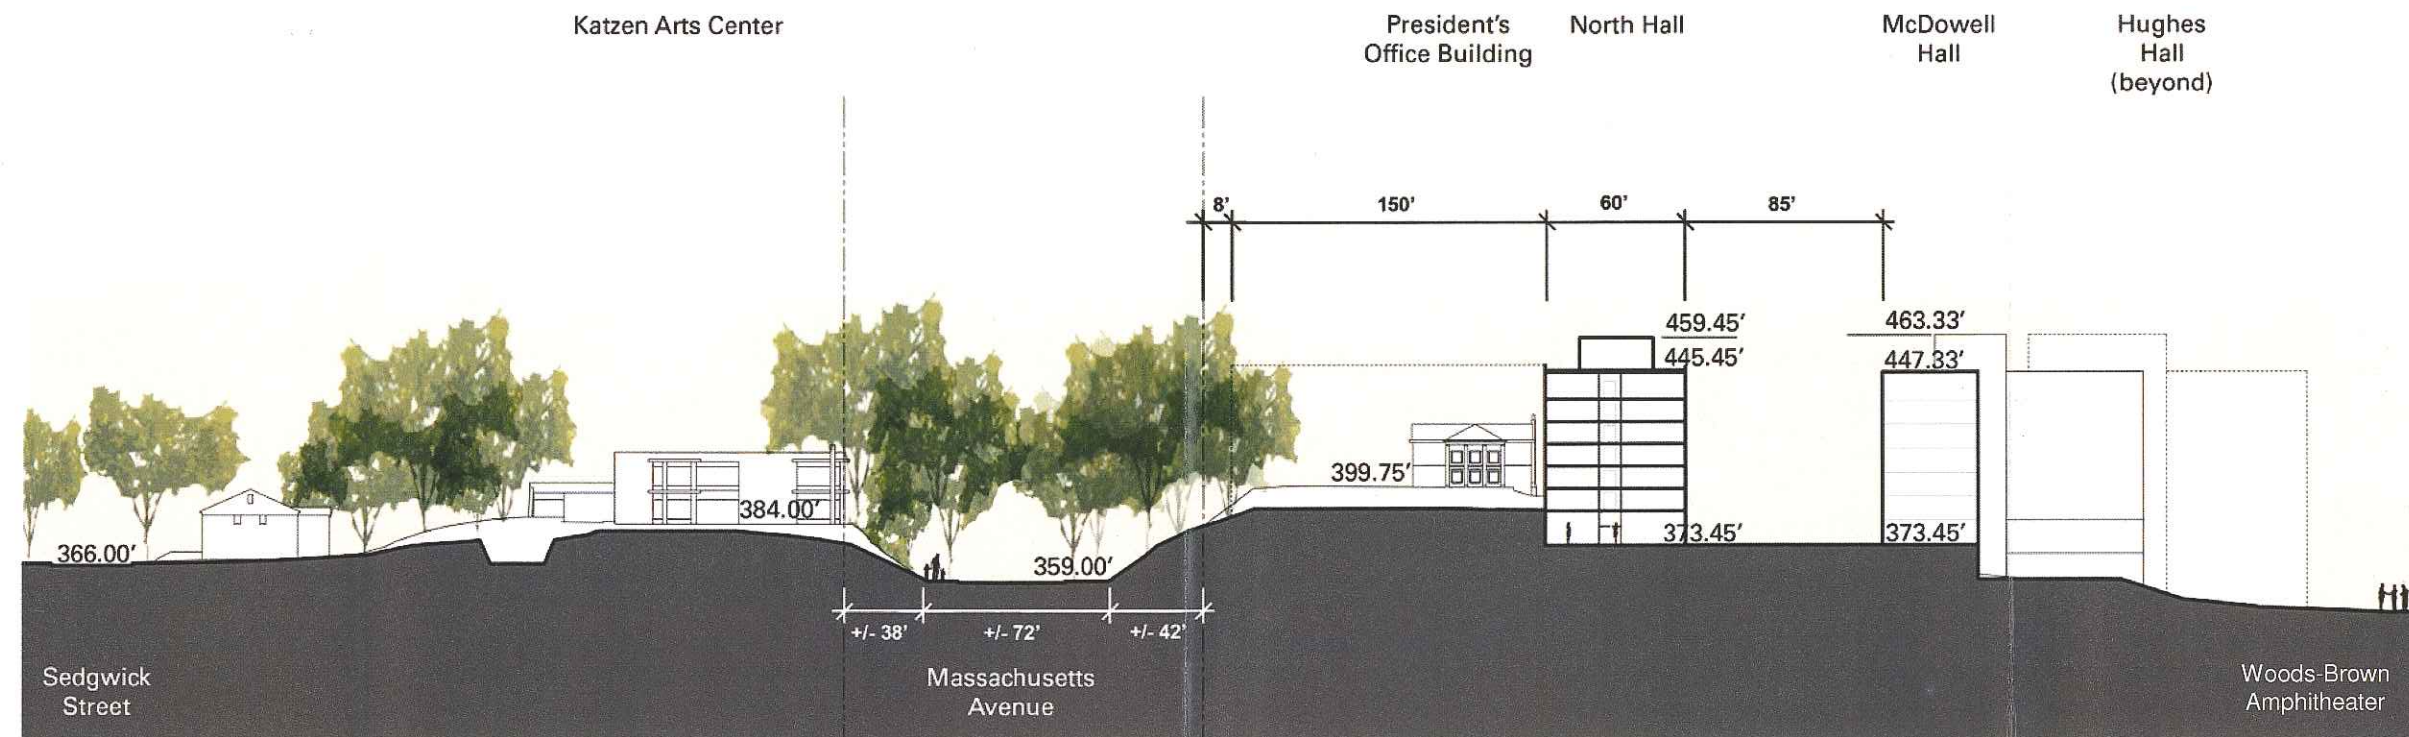 Katzen Arts Center
President's
Office Building
North Hall
McDowell
Hall
Hughes
Hall
(beyond)
8'
150'
60'
85'
459.45'
445.45'
463.33'
447.33'
399.75'
384.00'
373.45'
373.45'
366.00'
359.00'
+/- 38'
+/- 72'
+/- 42'
Sedgwick
Street
Massachusetts
Avenue
Woods-Brown
Amphitheater